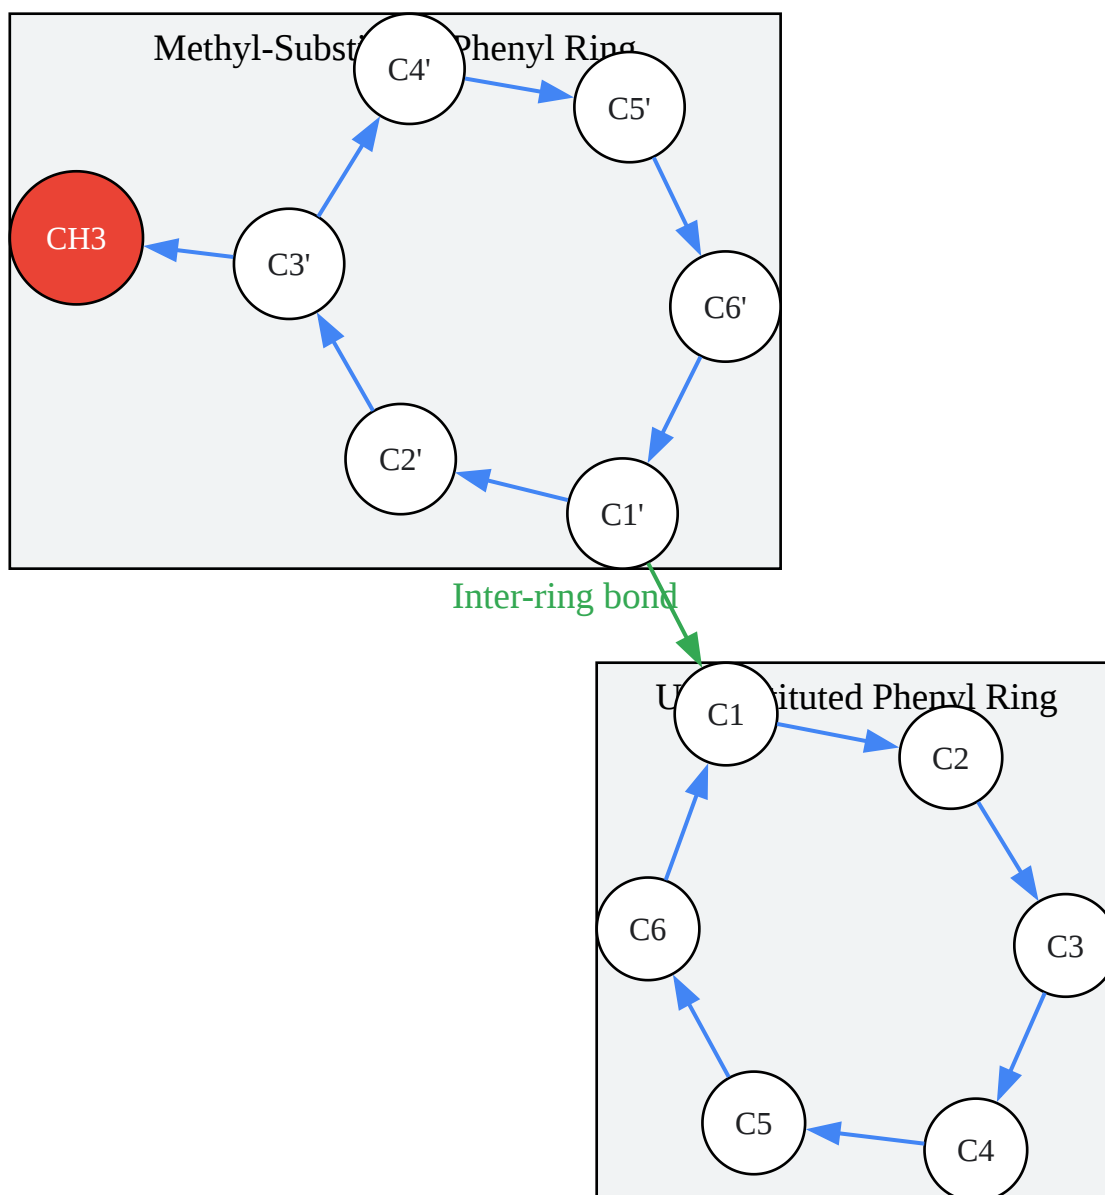 Methyl-Subst Phenyl Ring
C4'
C5'
CH3
C3'
C6'
C2'
C1'
Inter-ring bond
U tituted Phenyl Ring
C1
C2
C6
C3
C5
C4